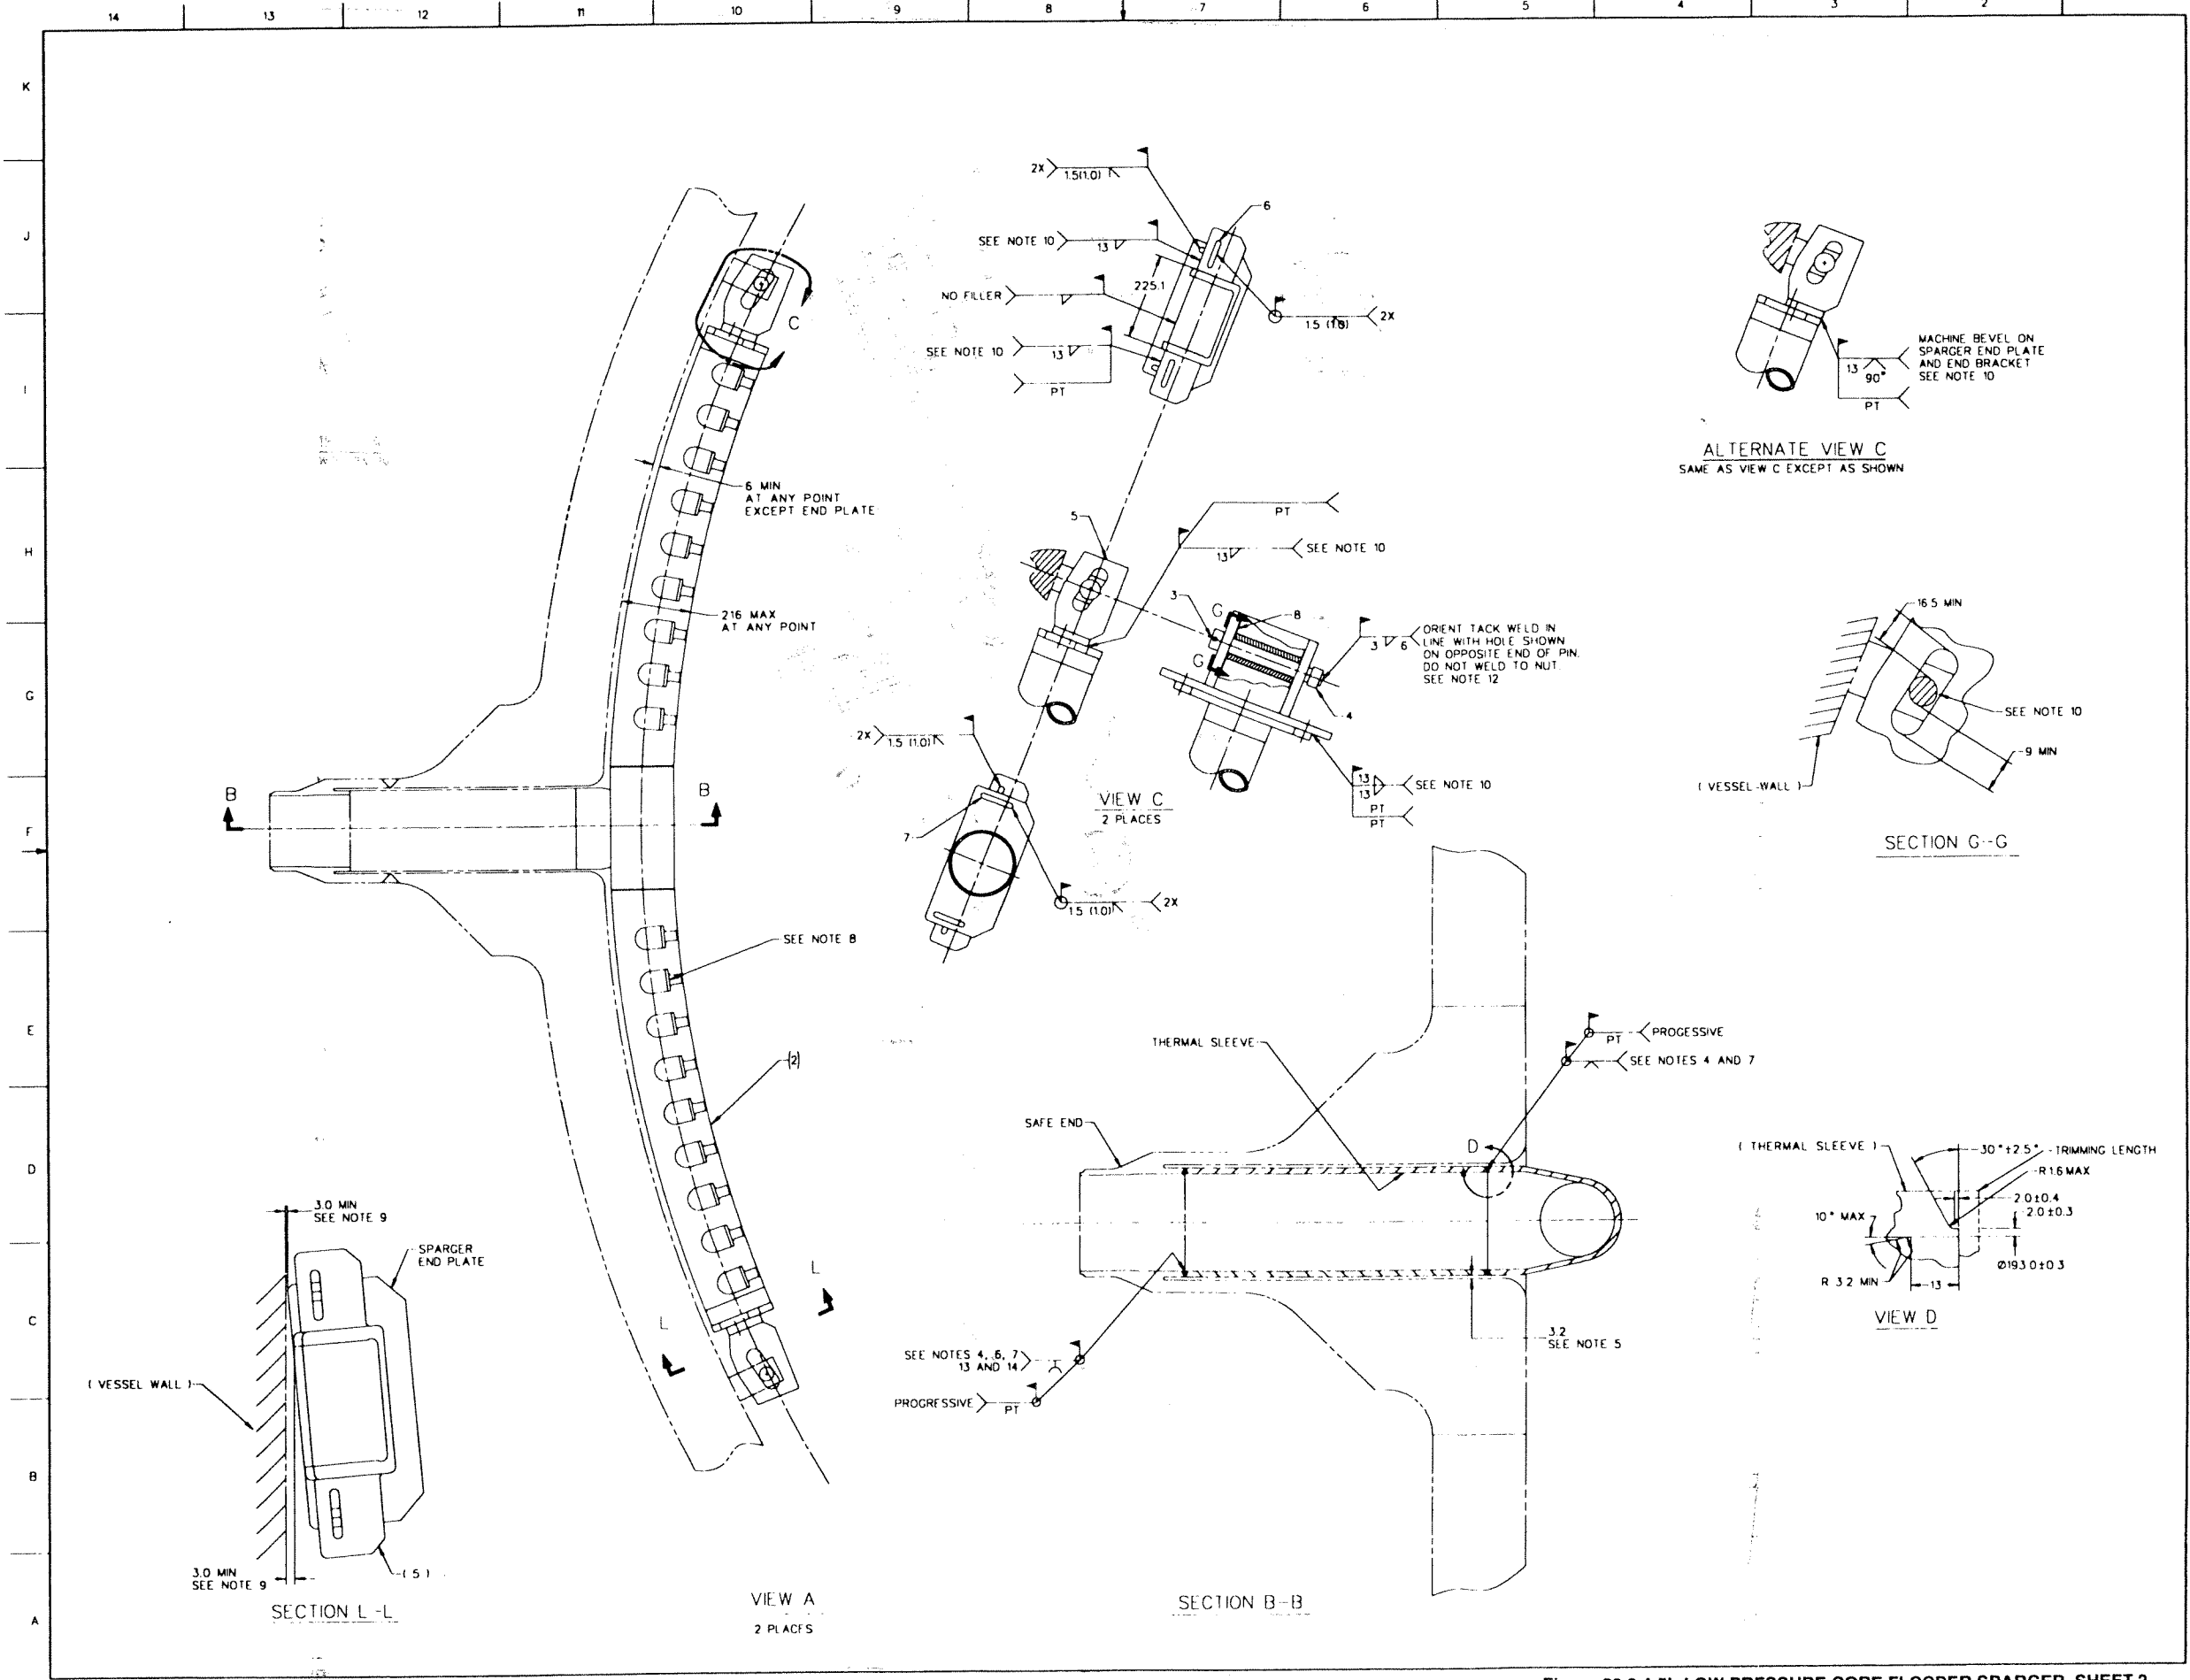 14 13 12 11 10 9 8 7 6 5 4 3 2
K
J
I
H
G
F
E
D
C
B
A
C
6 MIN
AT ANY POINT
EXCEPT END PLATE
216 MAX
AT ANY POINT
B
B
SEE NOTE 8
(2)
L
L
VIEW A
2 PLACES
3.0 MIN
SEE NOTE 9
SPARGER
END PLATE
( VESSEL WALL )
3.0 MIN
SEE NOTE 9
( 5 )
SECTION L-L
2X
1.5(1.0)
6
SEE NOTE 10
13
225.1
NO FILLER
1.5 (1.0)
2X
SEE NOTE 10
13
PT
5
PT
13
SEE NOTE 10
3
G
8
G
3
6
ORIENT TACK WELD IN
LINE WITH HOLE SHOWN
ON OPPOSITE END OF PIN.
DO NOT WELD TO NUT.
SEE NOTE 12
4
2X
1.5 (1.0)
13
13
SEE NOTE 10
PT
PT
VIEW C
2 PLACES
7
1.5 (1.0)
2X
MACHINE BEVEL ON
SPARGER END PLATE
AND END BRACKET
SEE NOTE 10
13
90°
PT
ALTERNATE VIEW C
SAME AS VIEW C EXCEPT AS SHOWN
16.5 MIN
SEE NOTE 10
9 MIN
( VESSEL WALL )
SECTION G-G
THERMAL SLEEVE
PT
PROGESSIVE
SEE NOTES 4 AND 7
SAFE END
D
3.2
SEE NOTE 5
SEE NOTES 4, 6, 7
13 AND 14
PROGRESSIVE
PT
SECTION B-B
( THERMAL SLEEVE )
30°±2.5°
TRIMMING LENGTH
R1.6 MAX
2.0±0.4
2.0±0.3
10° MAX
Ø193.0±0.3
R 3.2 MIN
13
VIEW D